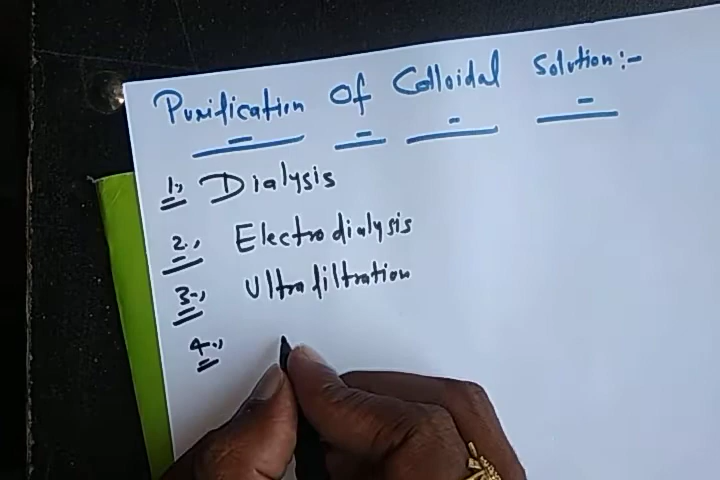 Purification Of Colloidal Solution:-
1., Dialysis
2., Electrodialysis
3., Ultrafiltration
4.,